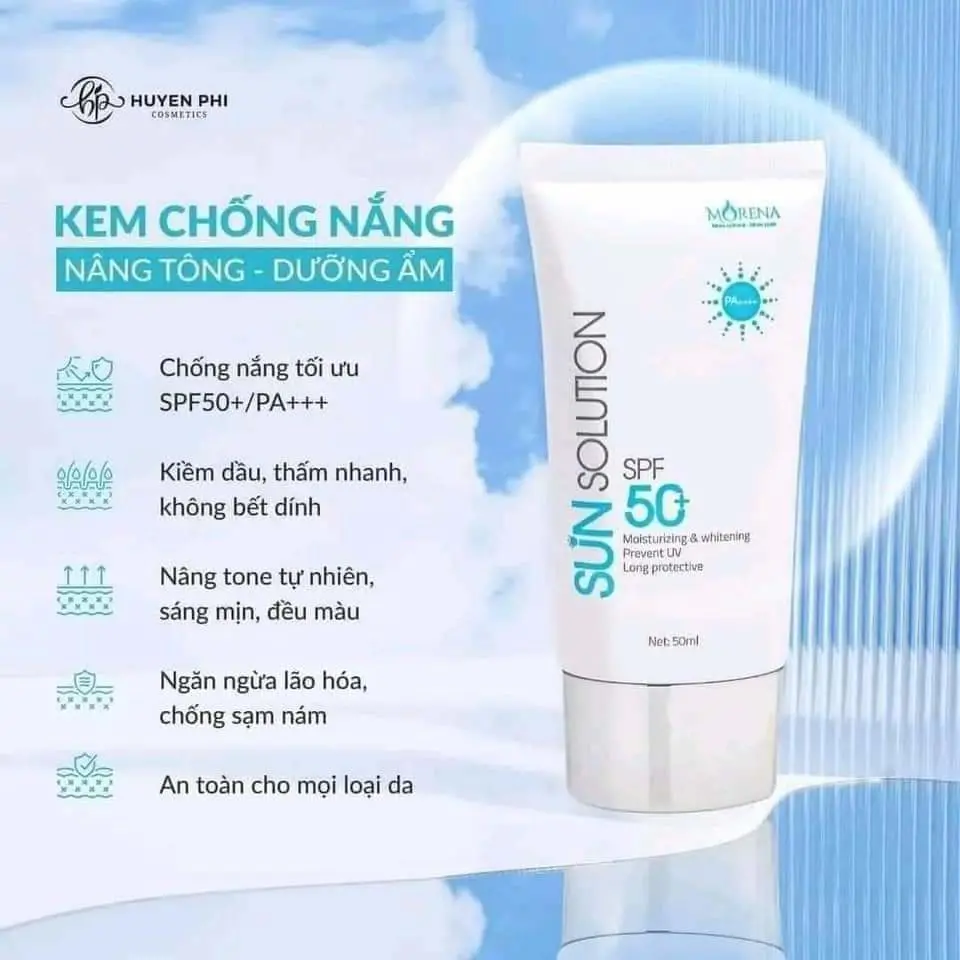 HUYEN PHI
COSMETICS
KEM CHỐNG NẮNG
NÂNG TÔNG - DƯỠNG ẨM
Chống nắng tối ưu
SPF50+/PA+++
Kiềm dầu, thấm nhanh,
không bết dính
Nâng tone tự nhiên,
sáng mịn, đều màu
Ngăn ngừa lão hóa,
chống sạm nám
An toàn cho mọi loại da
MORENA
PA++++
SUN SOLUTION
SPF
50+
Moisturizing & whitening
Prevent UV
Long protective
Net: 50ml